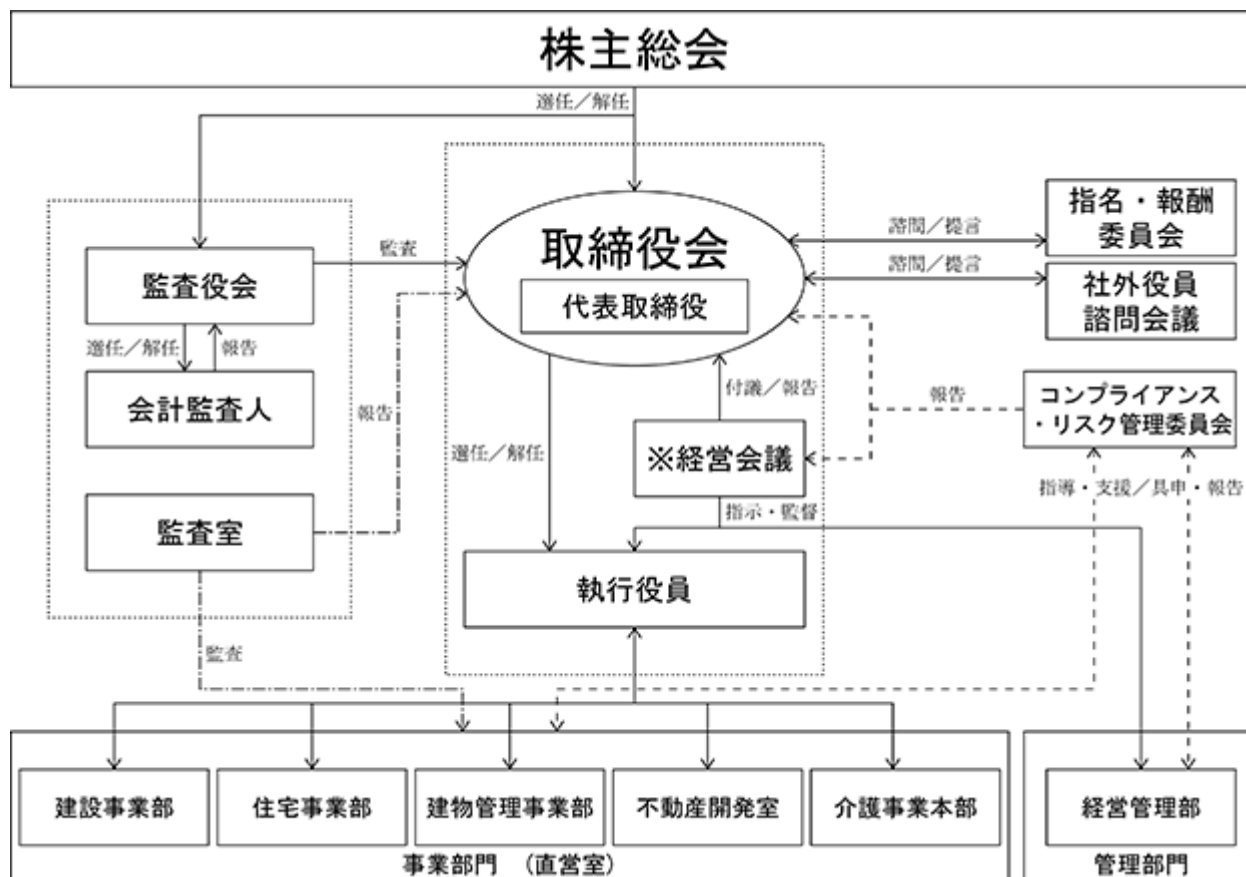 株主総会
選任／解任
取締役会
代表取締役
監査
監査役会
選任／解任
報告
会計監査人
報告
監査室
監査
諮問／提言
指名・報酬
委員会
諮問／提言
社外役員
諮問会議
報告
コンプライアンス
・リスク管理委員会
付議／報告
※経営会議
選任／解任
指示・監督
指導・支援／具申・報告
執行役員
建設事業部
住宅事業部
建物管理事業部
不動産開発室
介護事業本部
事業部門　（直営室）
経営管理部
管理部門